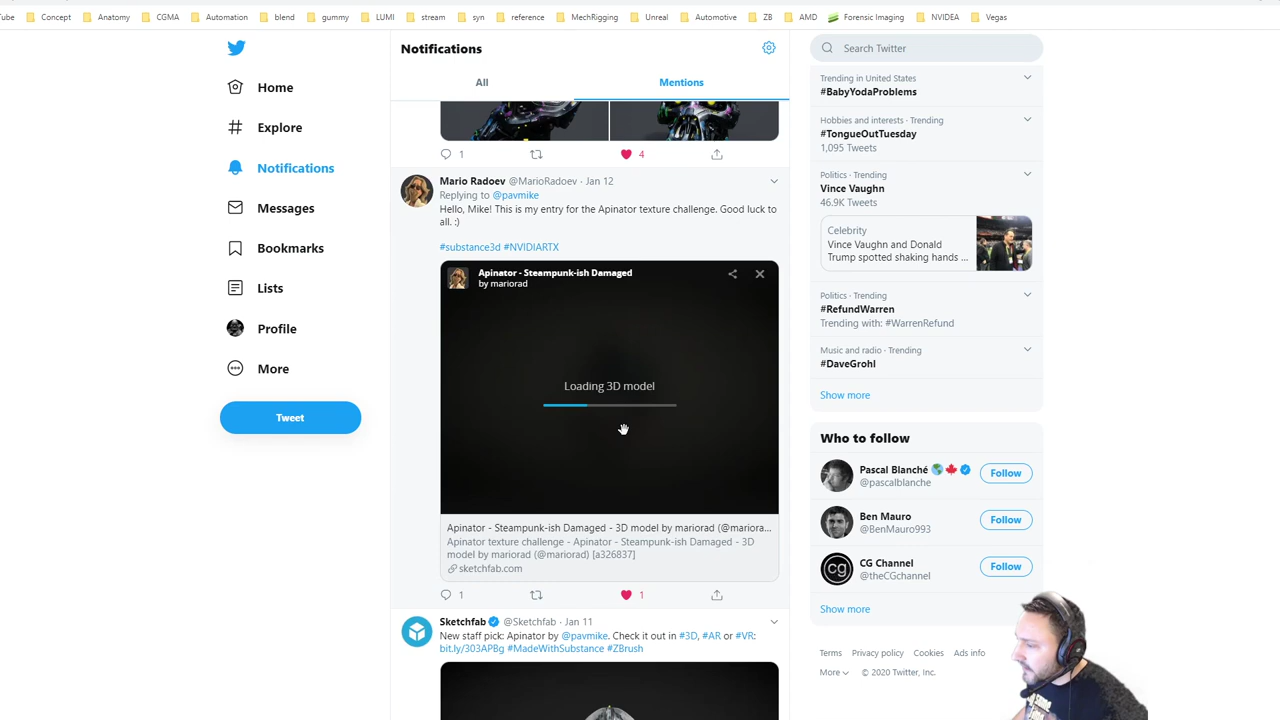 Concept
Anatomy
CGMA
Automation
blend
gummy
LUMI
stream
syn
reference
MechRigging
Unreal
Automotive
ZB
AMD
Forensic Imaging
NVIDEA
Vegas
Home
Explore
Notifications
Messages
Bookmarks
Lists
Profile
More
Tweet
Notifications
All
Mentions
1
4
Mario Radoev @MarioRadoev · Jan 12
Replying to @pavmike
Hello, Mike! This is my entry for the Apinator texture challenge. Good luck to
all. :)
#substance3d #NVIDIARTX
Apinator - Steampunk-ish Damaged
by mariorad
Loading 3D model
Apinator - Steampunk-ish Damaged - 3D model by mariorad (@mariora...
Apinator texture challenge - Apinator - Steampunk-ish Damaged - 3D
model by mariorad (@mariorad) [a326837]
sketchfab.com
1
1
Sketchfab @Sketchfab · Jan 11
New staff pick: Apinator by @pavmike. Check it out in #3D, #AR or #VR:
bit.ly/303APBg #MadeWithSubstance #ZBrush
Search Twitter
Trending in United States
#BabyYodaProblems
Hobbies and interests · Trending
#TongueOutTuesday
1,095 Tweets
Politics · Trending
Vince Vaughn
46.9K Tweets
Celebrity
Vince Vaughn and Donald
Trump spotted shaking hands ...
Politics · Trending
#RefundWarren
Trending with: #WarrenRefund
Music and radio · Trending
#DaveGrohl
Show more
Who to follow
Pascal Blanché
@pascalblanche
Follow
Ben Mauro
@BenMauro993
Follow
cg
CG Channel
@theCGchannel
Follow
Show more
Terms Privacy policy Cookies Ads info
More © 2020 Twitter, Inc.